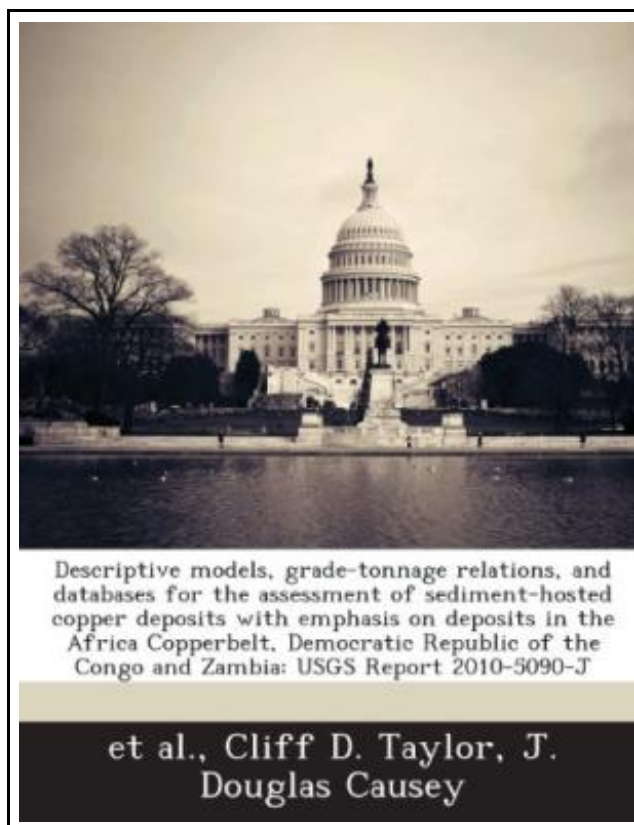 Descriptive models, grade-tonnage relations, and
databases for the assessment of sediment-hosted
copper deposits with emphasis on deposits in the
Africa Copperbelt, Democratic Republic of the
Congo and Zambia: USGS Report 2010-5090-J
et al., Cliff D. Taylor, J.
Douglas Causey